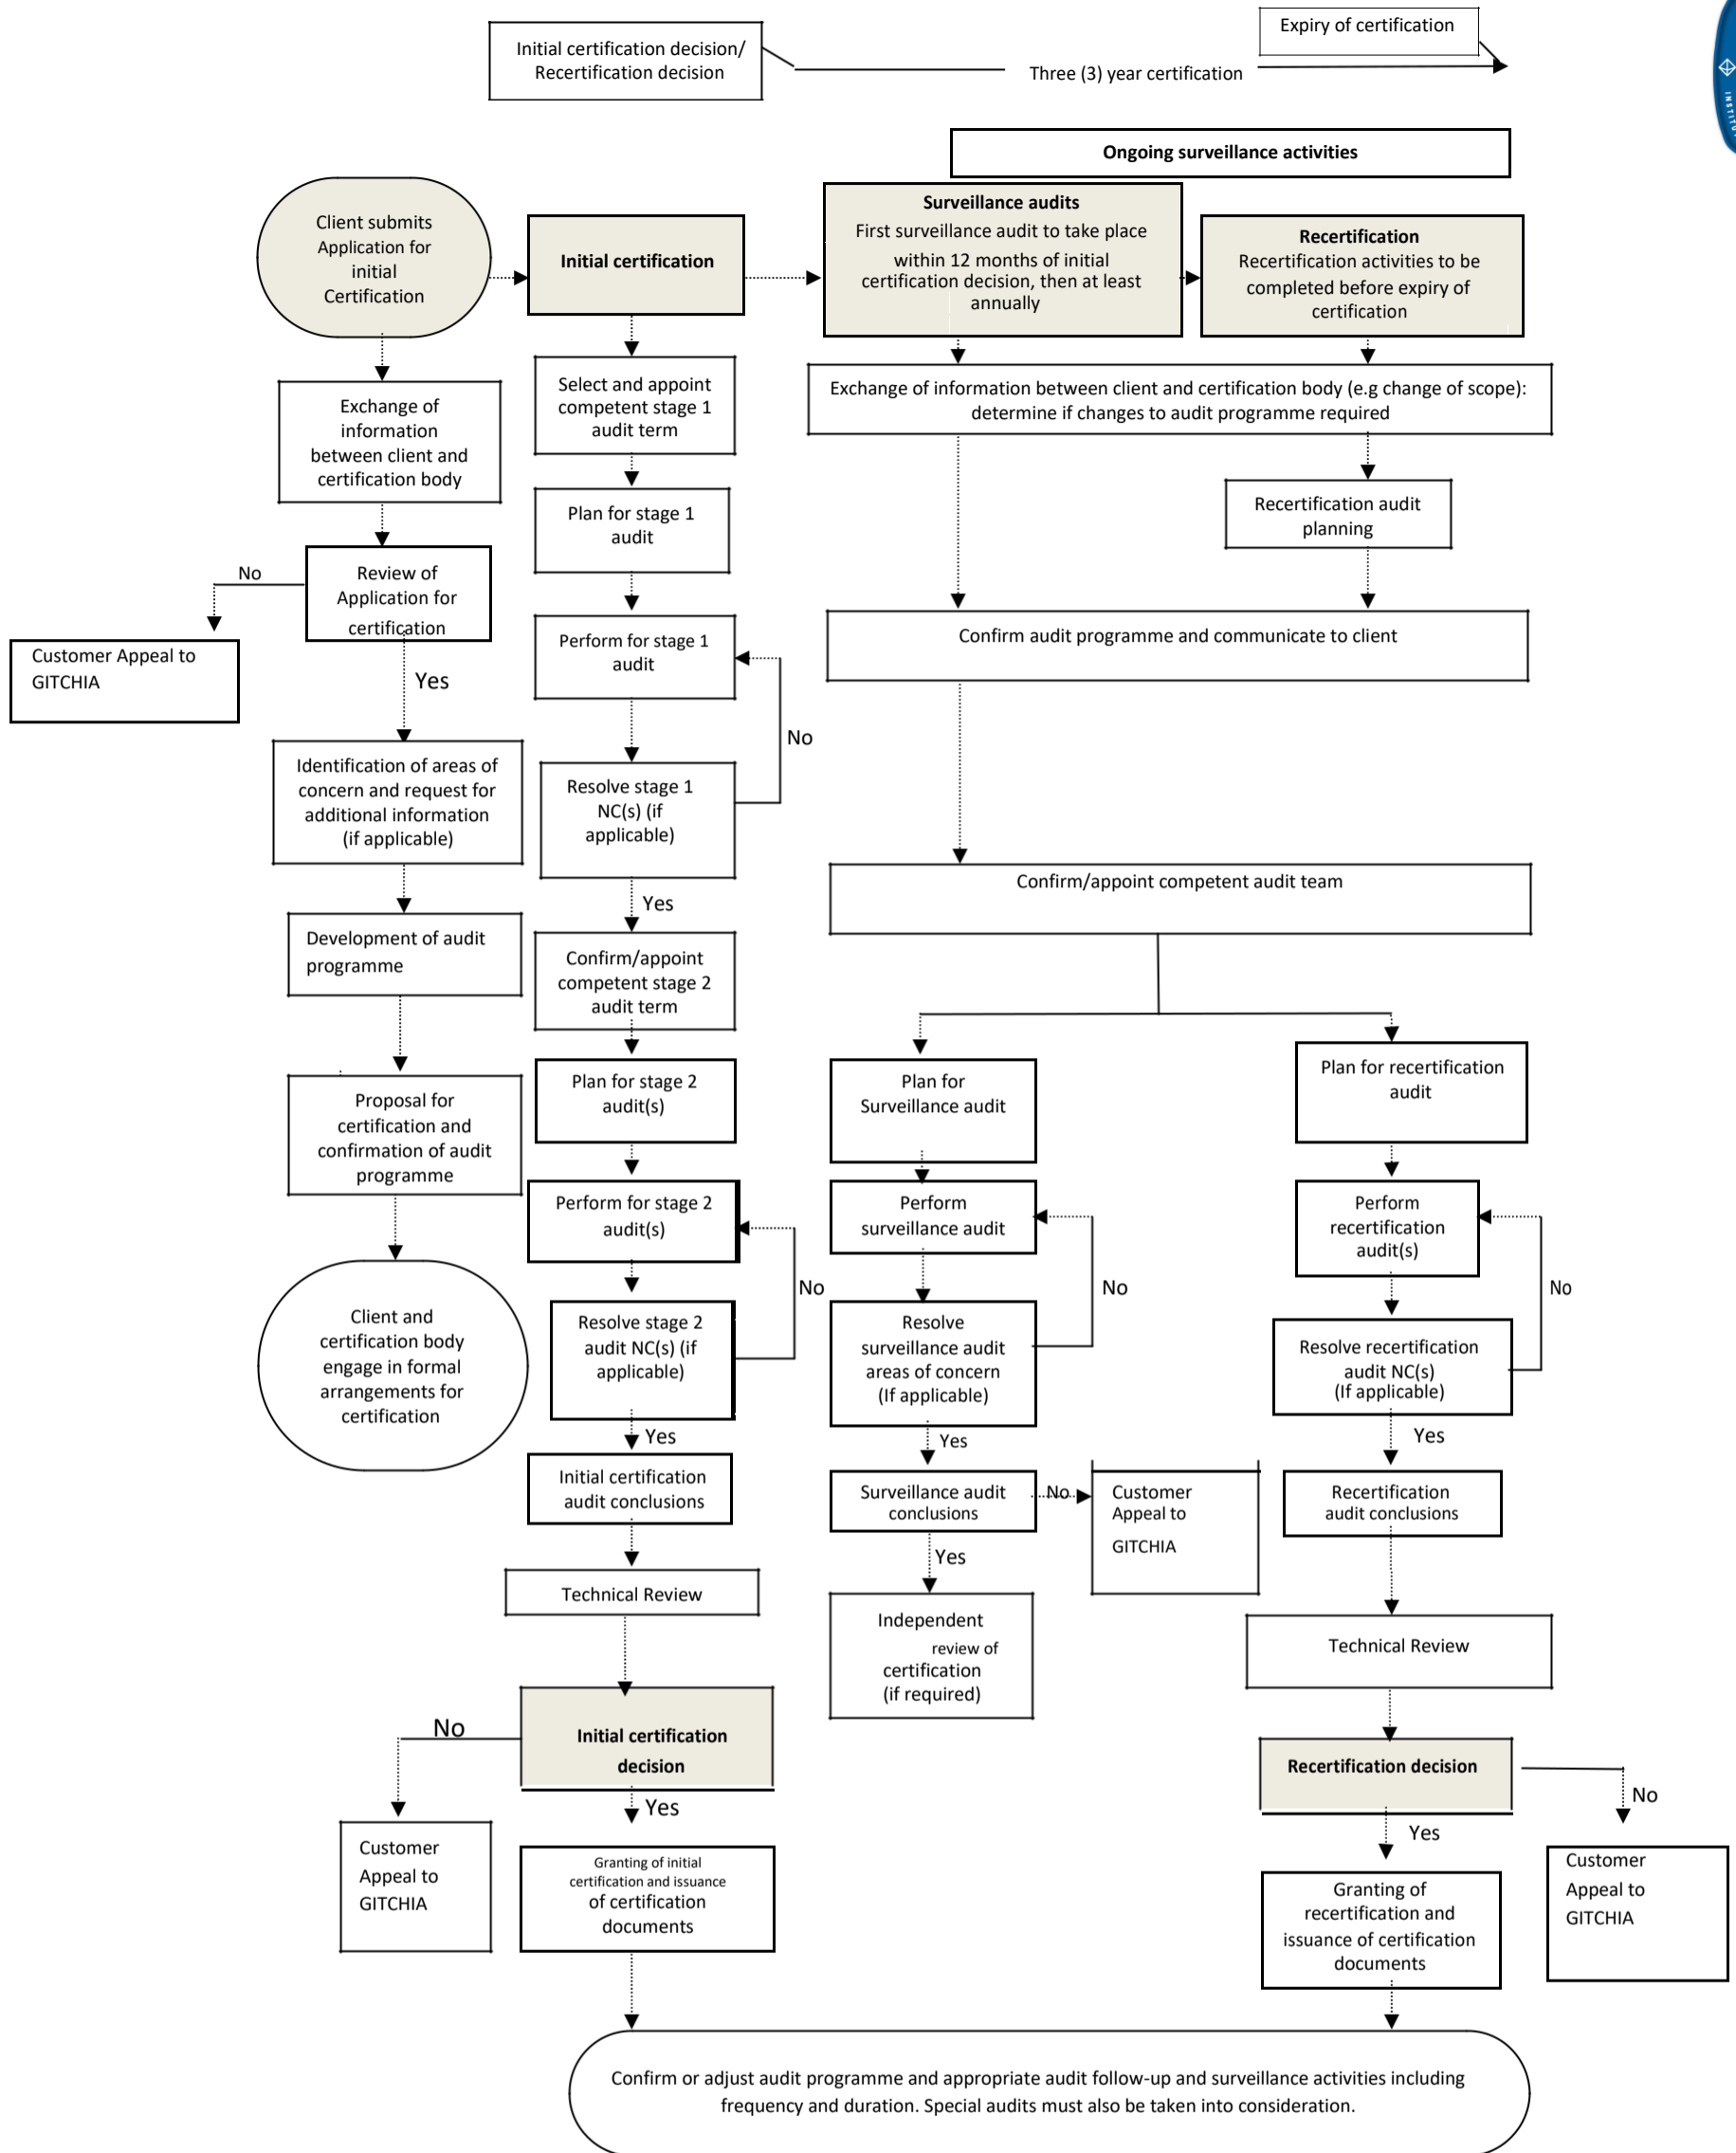 Initial certification decision/
Recertification decision
Three (3) year certification
Expiry of certification
INSTITU
Ongoing surveillance activities
Client submits
Application for
initial
Certification
Initial certification
Surveillance audits
First surveillance audit to take place
within 12 months of initial
certification decision, then at least
annually
Recertification
Recertification activities to be
completed before expiry of
certification
Exchange of
information
between client and
certification body
Review of
Application for
certification
No
Customer Appeal to
GITCHIA
Yes
Identification of areas of
concern and request for
additional information
(if applicable)
Development of audit
programme
Proposal for
certification and
confirmation of audit
programme
Client and
certification body
engage in formal
arrangements for
certification
Select and appoint
competent stage 1
audit term
Plan for stage 1
audit
Perform for stage 1
audit
No
Resolve stage 1
NC(s) (if
applicable)
Yes
Confirm/appoint
competent stage 2
audit term
Plan for stage 2
audit(s)
Perform for stage 2
audit(s)
No
Resolve stage 2
audit NC(s) (if
applicable)
Yes
Initial certification
audit conclusions
Technical Review
Initial certification
decision
No
Customer
Appeal to
GITCHIA
Yes
Granting of initial
certification and issuance
of certification
documents
Exchange of information between client and certification body (e.g change of scope):
determine if changes to audit programme required
Recertification audit
planning
Confirm audit programme and communicate to client
Confirm/appoint competent audit team
Plan for
Surveillance audit
Perform
surveillance audit
No
Resolve
surveillance audit
areas of concern
(If applicable)
Yes
Surveillance audit
conclusions
No
Customer
Appeal to
GITCHIA
Yes
Independent
review of
certification
(if required)
Plan for recertification
audit
Perform
recertification
audit(s)
No
Resolve recertification
audit NC(s)
(If applicable)
Yes
Recertification
audit conclusions
Technical Review
Recertification decision
No
Customer
Appeal to
GITCHIA
Yes
Granting of
recertification and
issuance of certification
documents
Confirm or adjust audit programme and appropriate audit follow-up and surveillance activities including
frequency and duration. Special audits must also be taken into consideration.